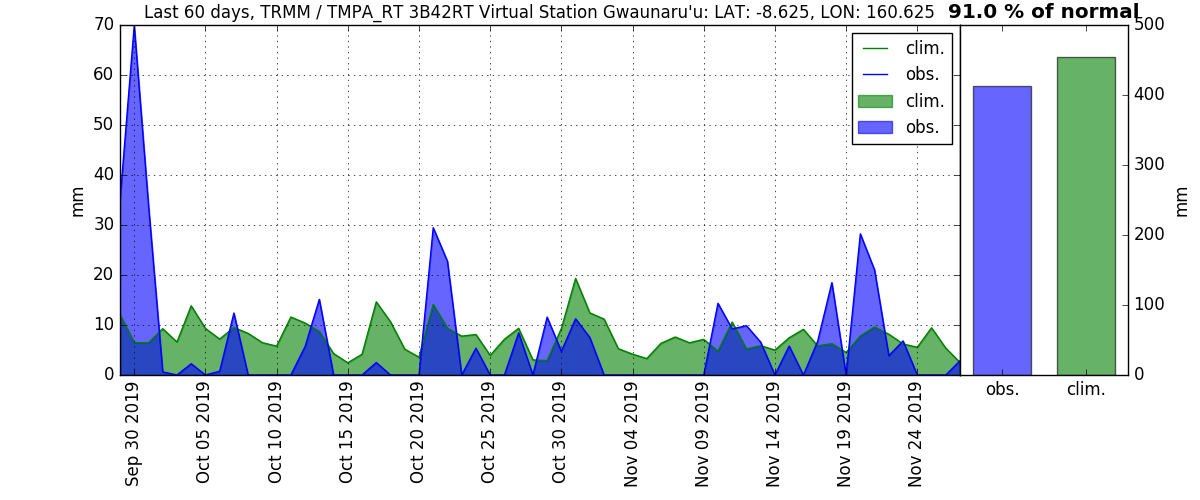 Last 60 days, TRMM / TMPA_RT 3B42RT Virtual Station Gwaunaru'u: LAT: -8.625, LON: 160.625 91.0 % of normal
70
60
50
40
30
20
10
0
mm
clim.
obs.
clim.
obs.
500
400
300
200
100
0
mm
Sep 30 2019
Oct 05 2019
Oct 10 2019
Oct 15 2019
Oct 20 2019
Oct 25 2019
Oct 30 2019
Nov 04 2019
Nov 09 2019
Nov 14 2019
Nov 19 2019
Nov 24 2019
obs.
clim.